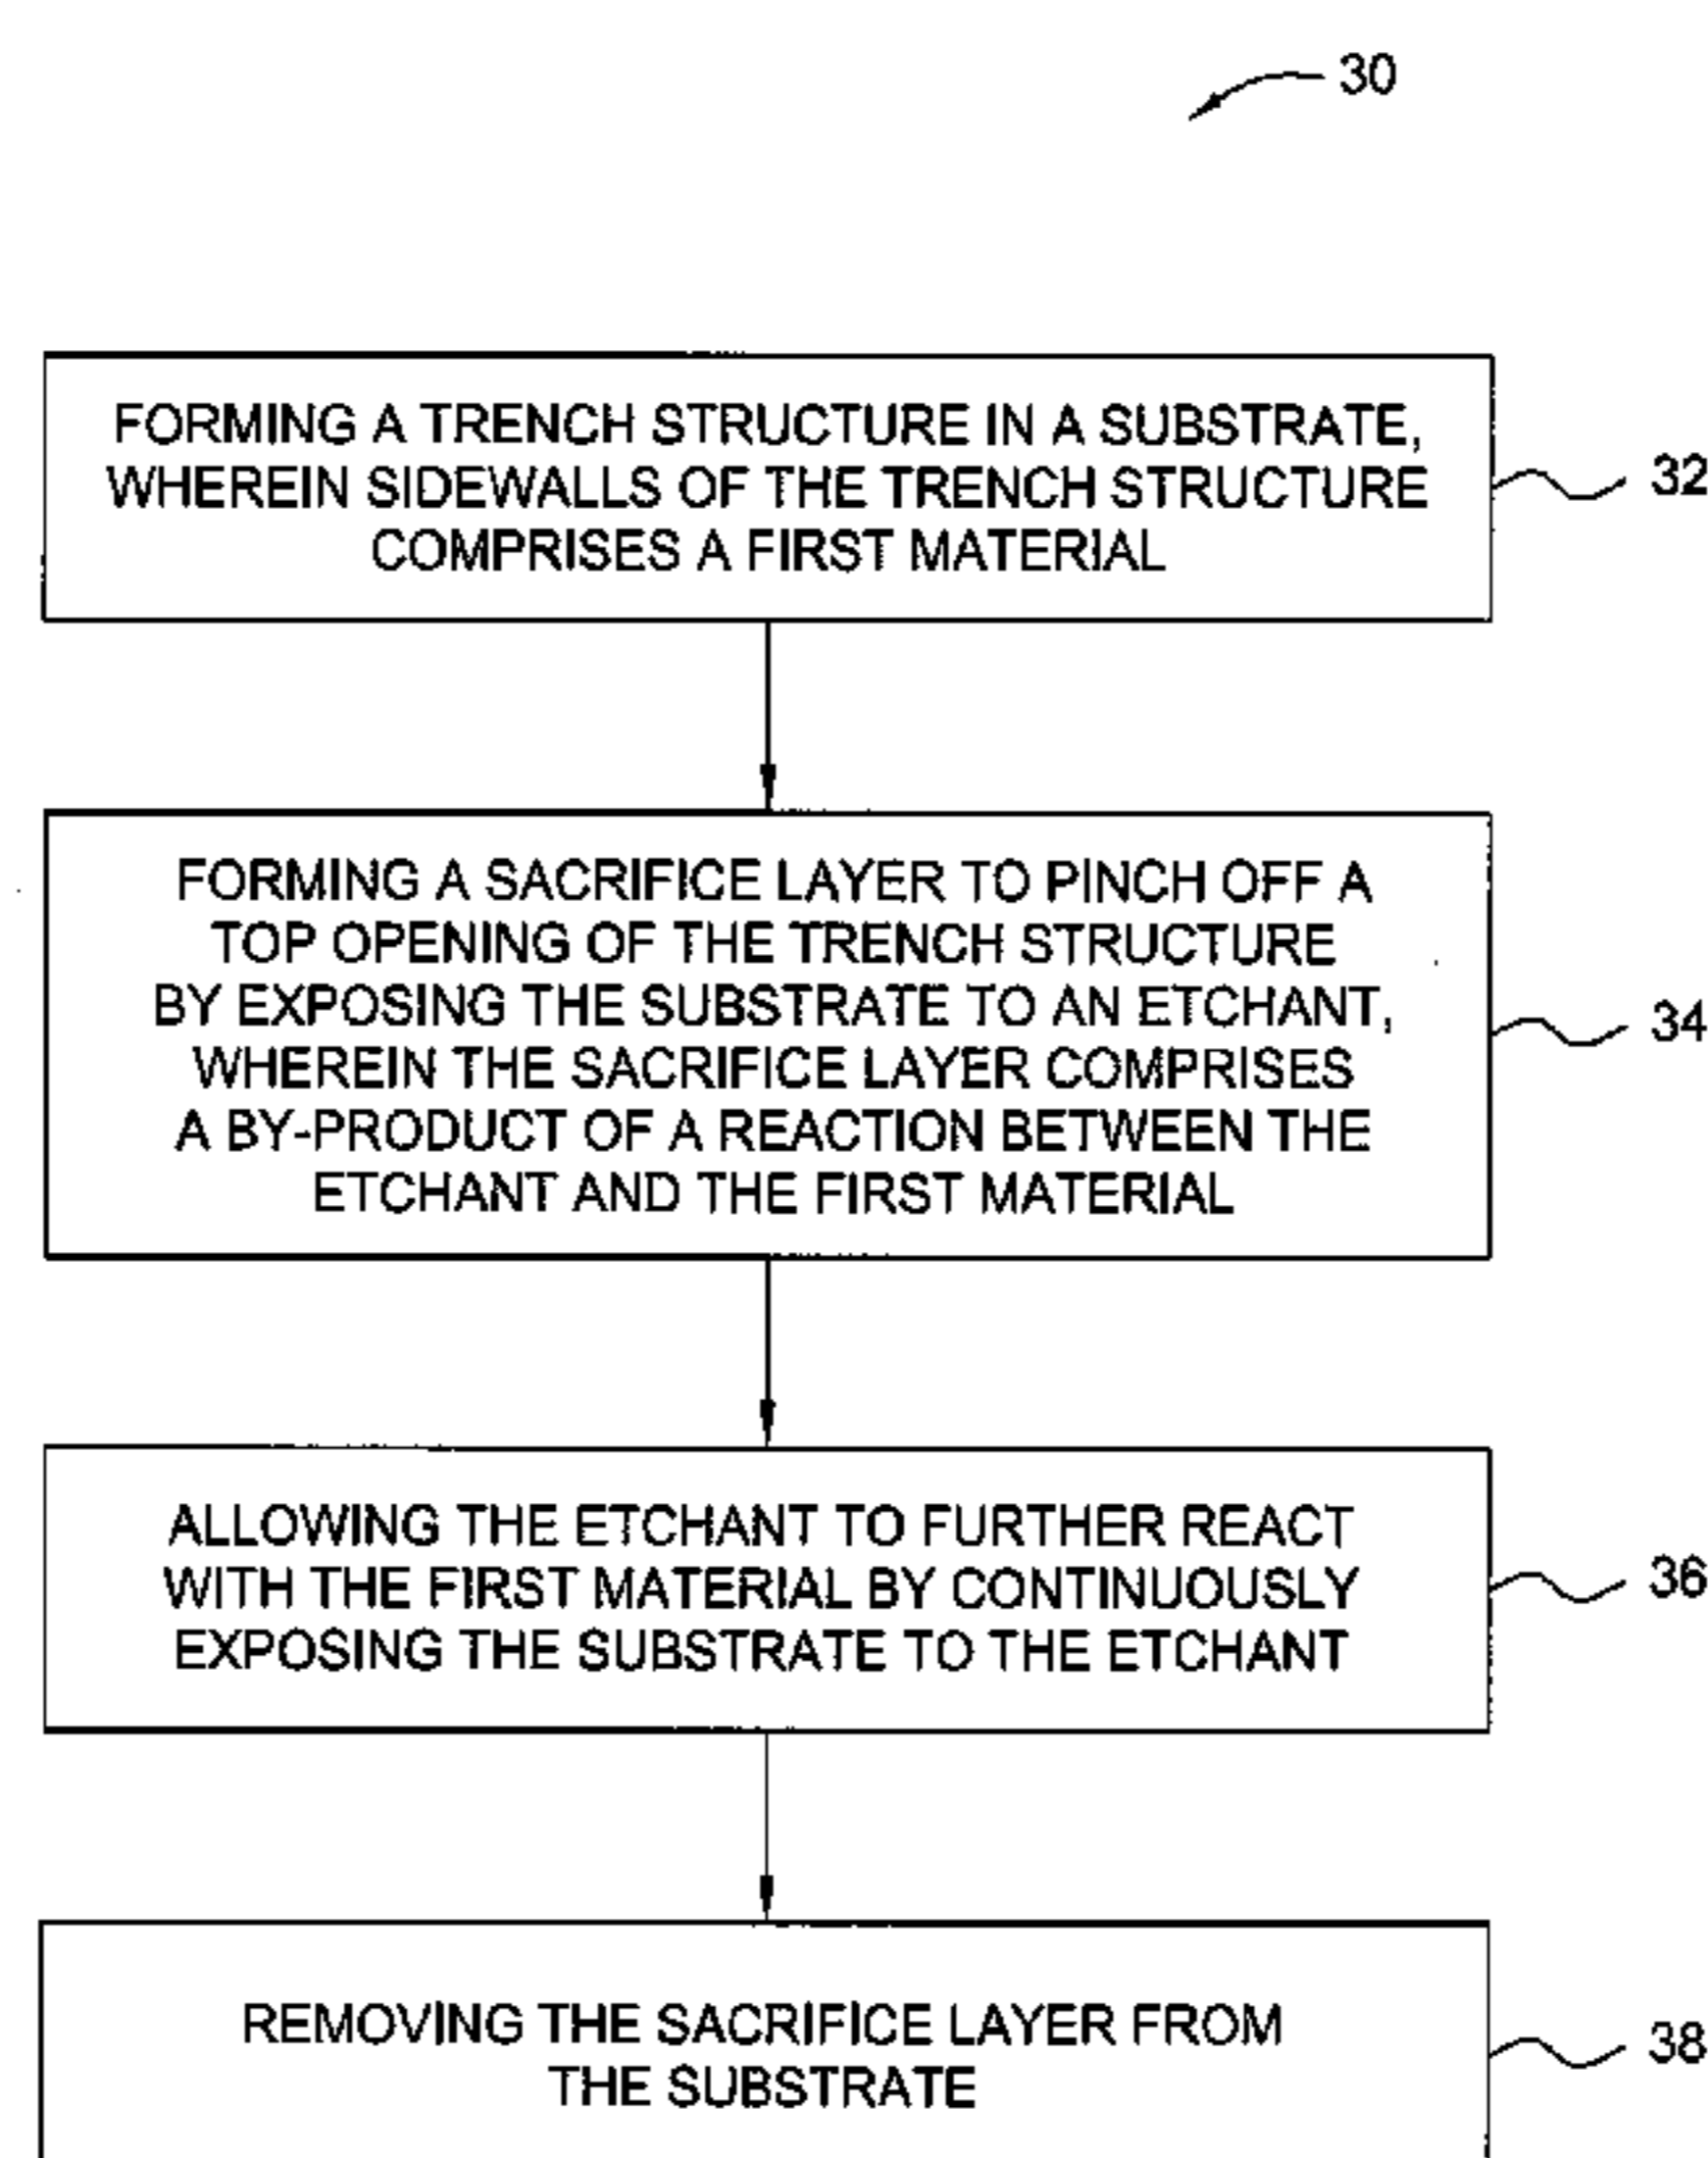 30
FORMING A TRENCH STRUCTURE IN A SUBSTRATE,
WHEREIN SIDEWALLS OF THE TRENCH STRUCTURE
COMPRISES A FIRST MATERIAL
32
FORMING A SACRIFICE LAYER TO PINCH OFF A
TOP OPENING OF THE TRENCH STRUCTURE
BY EXPOSING THE SUBSTRATE TO AN ETCHANT,
WHEREIN THE SACRIFICE LAYER COMPRISES
A BY-PRODUCT OF A REACTION BETWEEN THE
ETCHANT AND THE FIRST MATERIAL
34
ALLOWING THE ETCHANT TO FURTHER REACT
WITH THE FIRST MATERIAL BY CONTINUOUSLY
EXPOSING THE SUBSTRATE TO THE ETCHANT
36
REMOVING THE SACRIFICE LAYER FROM
THE SUBSTRATE
38